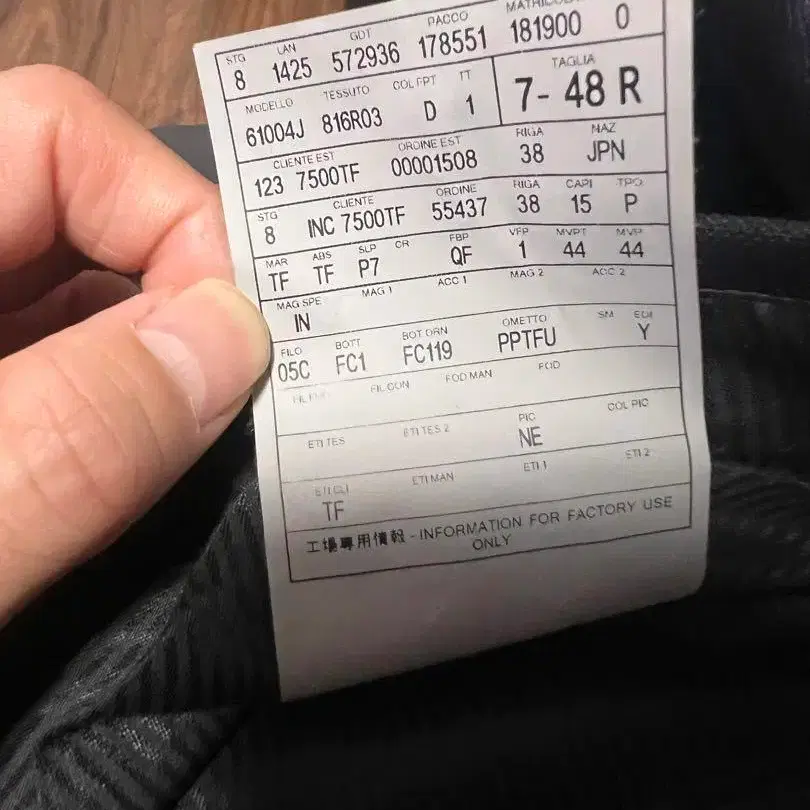 STG LAN GDT PACCO
8 1425 572936 178551 181900 0
MODELLO TESSUTO COL FPT TT TAGLIA
61004J 816R03 D 1 7- 48 R
CLIENTE EST ORDINE EST RIGA NAZ
123 7500TF 00001508 38 JPN
STG CLIENTE ORDINE RIGA CAPI TPO
8 INC 7500TF 55437 38 15 P
MAR ABS SLP CR FBP VFP MVPT MVP
TF TF P7 QF 1 44 44
MAG SPE MAG 1 ACC 1 MAG 2 ACC 2
IN
FILO BOTT BOT ORN OMETTO SM EDI
05C FC1 FC119 PPTFU Y
FIL CON FOD MAN FOD
ETI TES ETI TES 2 PIC COL PIC
NE
ETI MAN ETI 1 ETI 2
TF
工場専用情報 - INFORMATION FOR FACTORY USE
ONLY